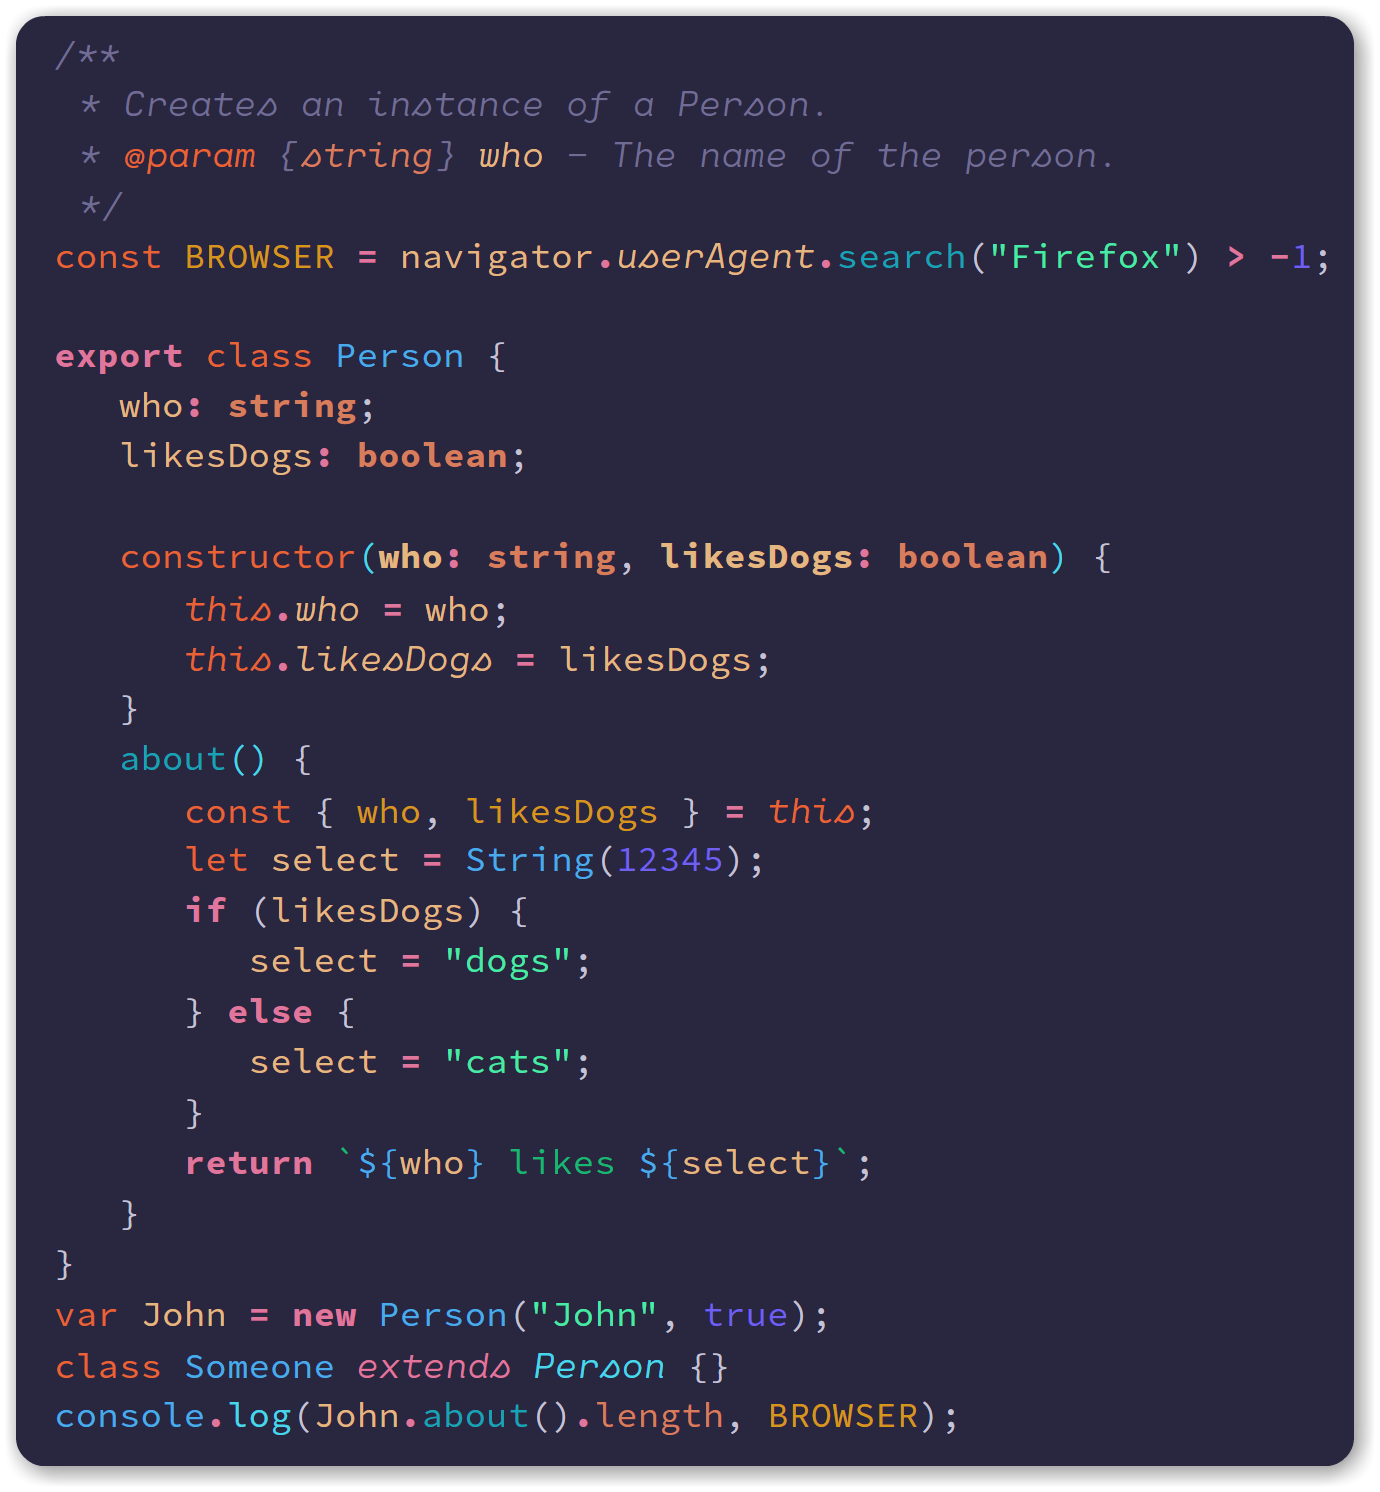 /**
 * Creates an instance of a Person.
 * @param {string} who - The name of the person.
 */
const BROWSER = navigator.userAgent.search("Firefox") > -1;

export class Person {
   who: string;
   likesDogs: boolean;

   constructor(who: string, likesDogs: boolean) {
      this.who = who;
      this.likesDogs = likesDogs;
   }
   about() {
      const { who, likesDogs } = this;
      let select = String(12345);
      if (likesDogs) {
         select = "dogs";
      } else {
         select = "cats";
      }
      return `${who} likes ${select}`;
   }
}
var John = new Person("John", true);
class Someone extends Person {}
console.log(John.about().length, BROWSER);